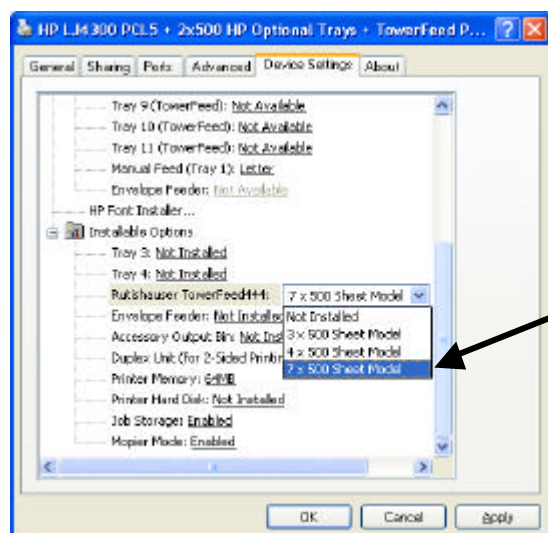 HP LJ4300 PCL5 + 2x500 HP Optional Trays + TowerFeed P...
General Sharing Ports Advanced Device Settings About
Tray 9 (TowerFeed): Not Available
Tray 10 (TowerFeed): Not Available
Tray 11 (TowerFeed): Not Available
Manual Feed (Tray 1): Letter
Envelope Feeder: Not Available
HP Font Installer...
Installable Options
Tray 3: Not Installed
Tray 4: Not Installed
Rutishauser TowerFeed4+4: 7 x 500 Sheet Model
Envelope Feeder: Not Installed Not Installed
Accessory Output Bin: Not Inst 3 x 500 Sheet Model
4 x 500 Sheet Model
Duplex Unit (for 2-Sided Printin 7 x 500 Sheet Model
Printer Memory: 64MB
Printer Hard Disk: Not Installed
Job Storage: Enabled
Mopier Mode: Enabled
OK Cancel Apply